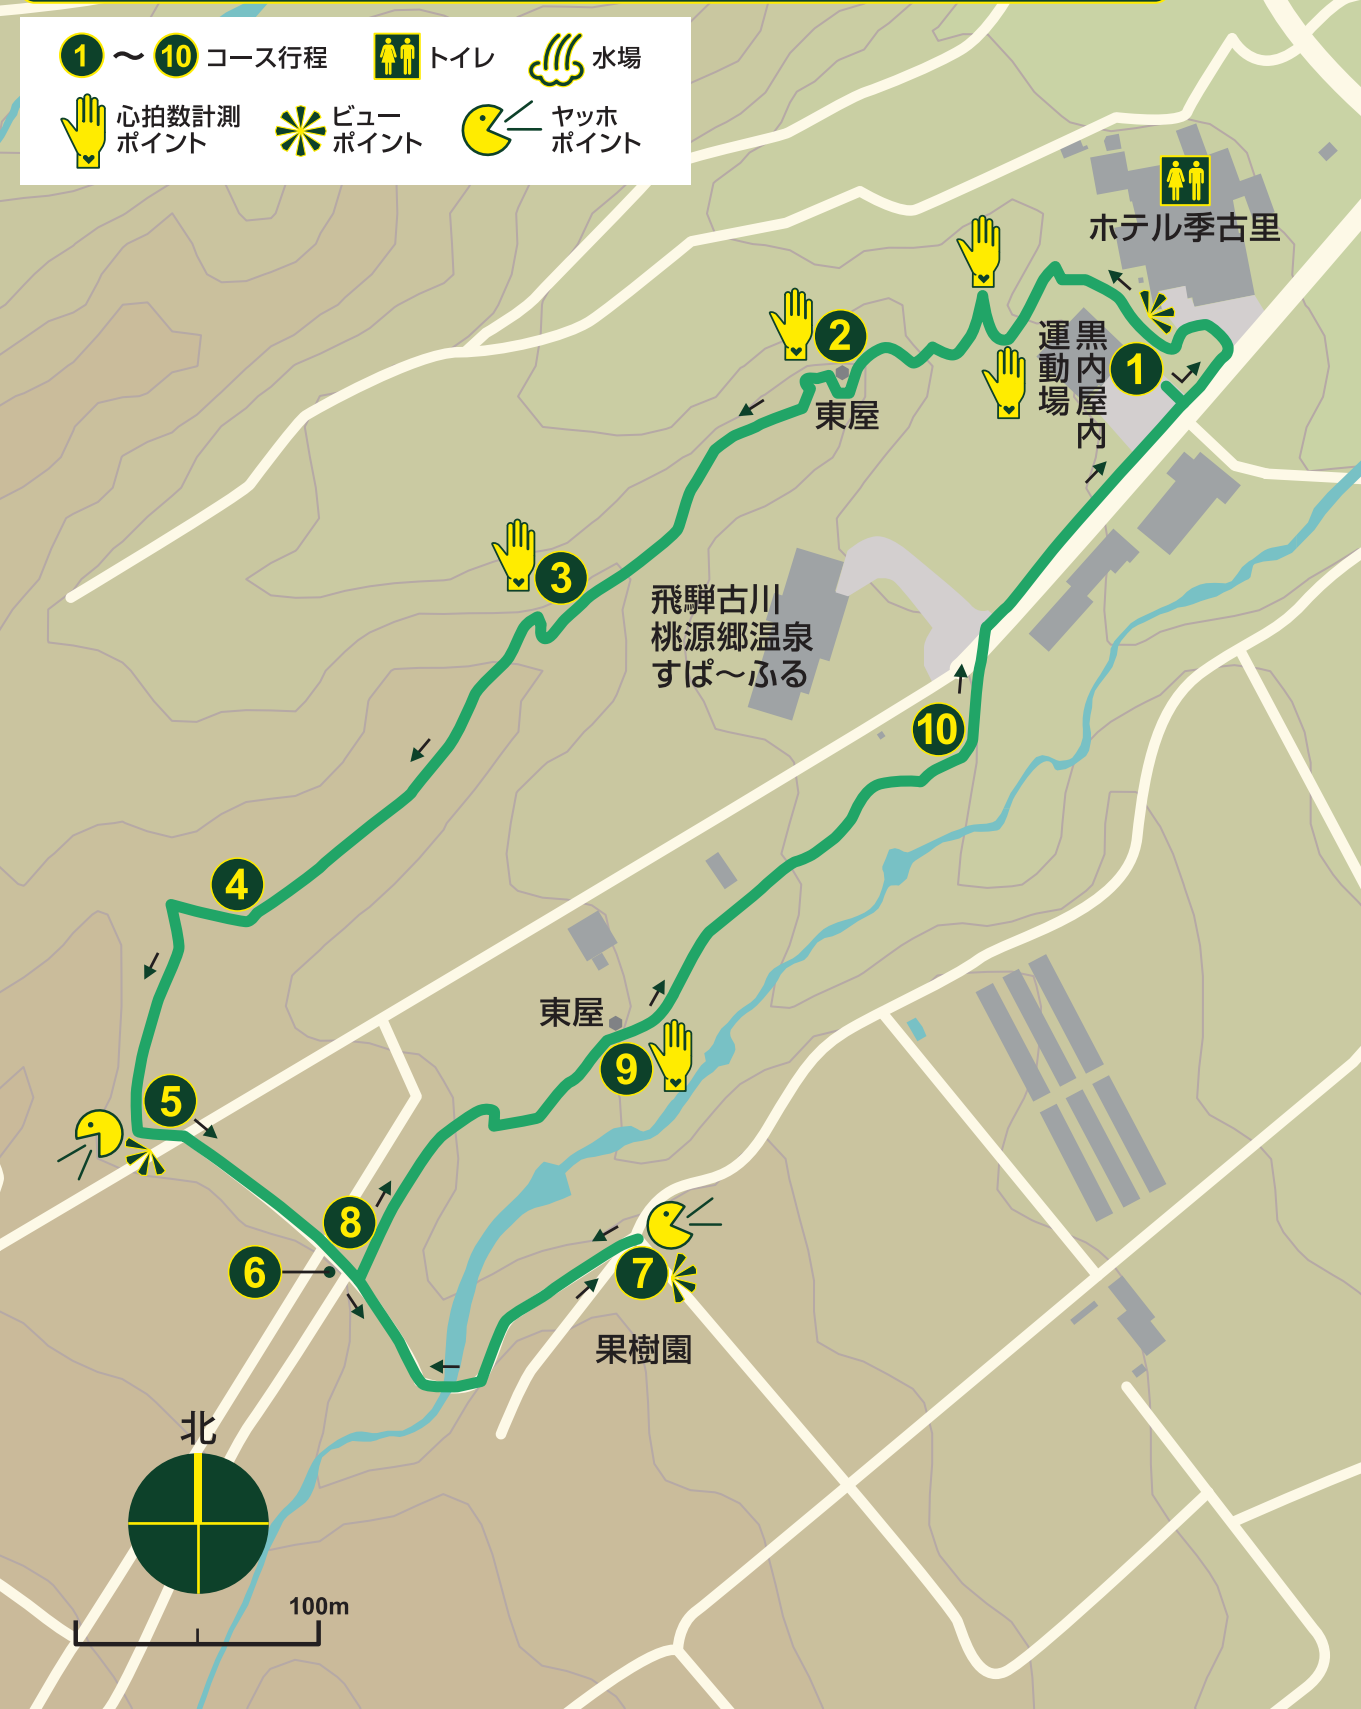 1 〜 10 コース行程
トイレ
水場
心拍数計測
ポイント
ビュー
ポイント
ヤッホ
ポイント
ホテル季古里
黒内屋内
運動場
1
2
東屋
3
飛騨古川
桃源郷温泉
すぱ〜ふる
10
4
東屋
9
5
8
6
7
果樹園
北
100m